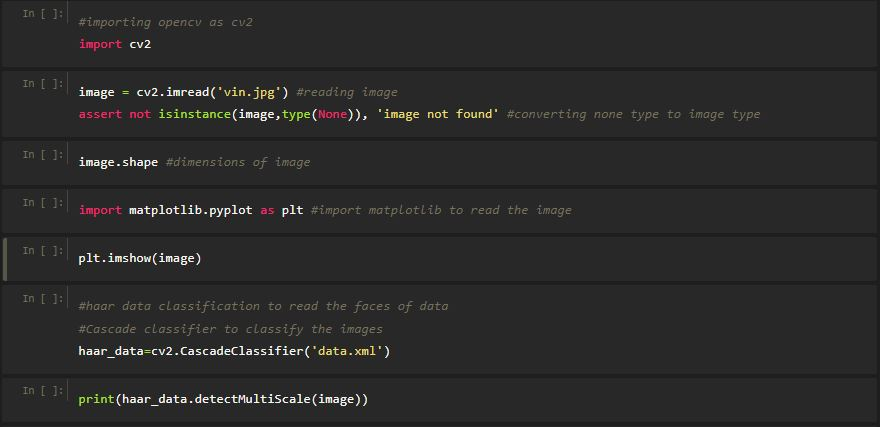 In [ ]:
#importing opencv as cv2
import cv2
In [ ]:
image = cv2.imread('vin.jpg') #reading image
assert not isinstance(image,type(None)), 'image not found' #converting none type to image type
In [ ]:
image.shape #dimensions of image
In [ ]:
import matplotlib.pyplot as plt #import matplotlib to read the image
In [ ]:
plt.imshow(image)
In [ ]:
#haar data classification to read the faces of data
#Cascade classifier to classify the images
haar_data=cv2.CascadeClassifier('data.xml')
In [ ]:
print(haar_data.detectMultiScale(image))